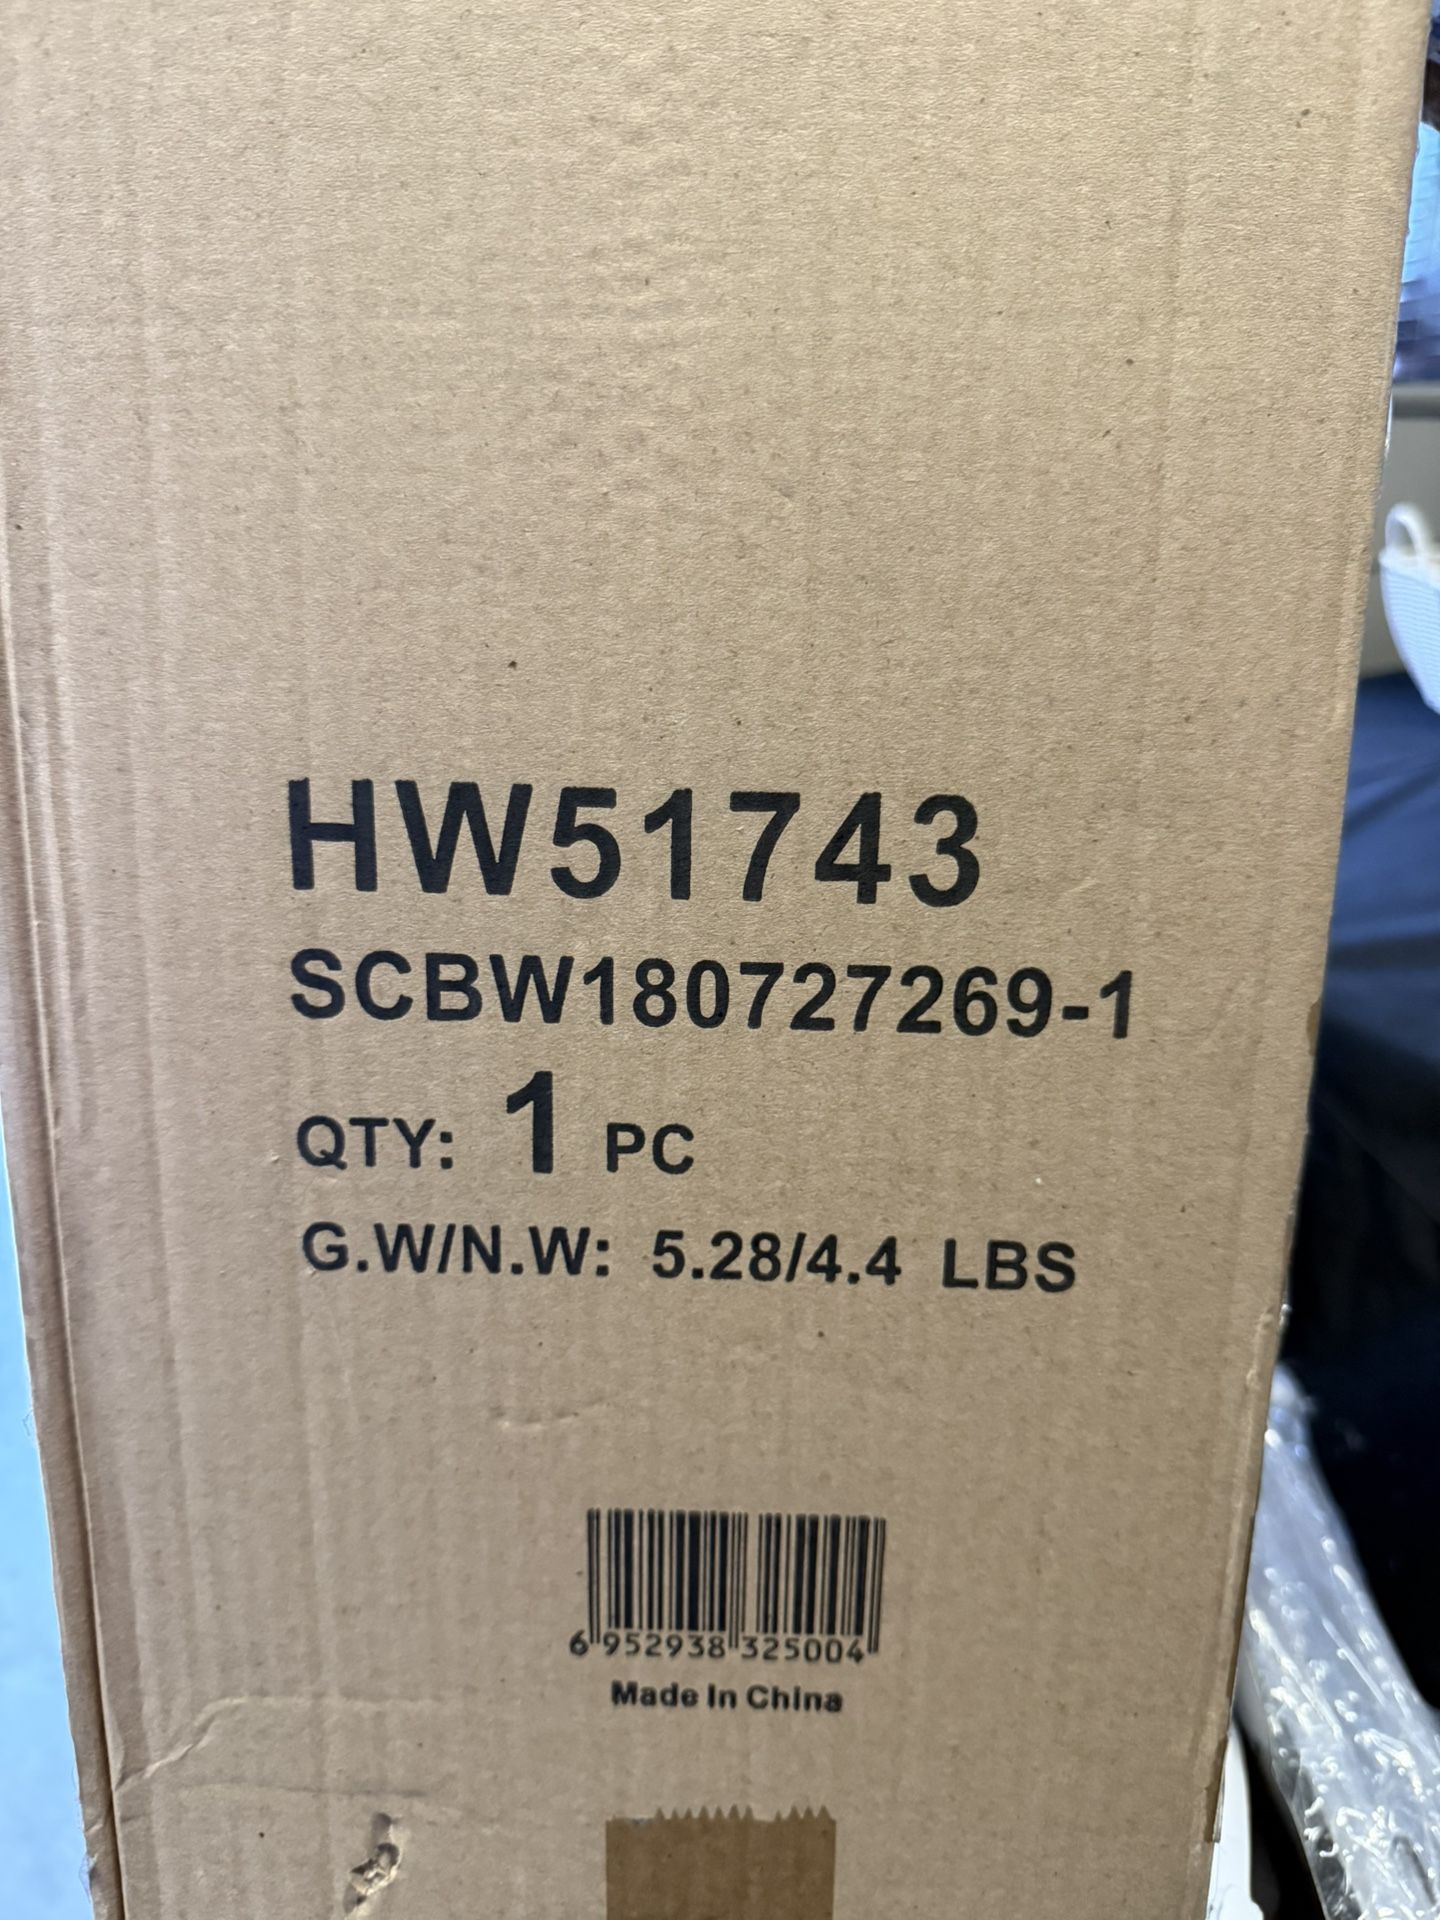 HW51743
SCBW180727269-1
QTY: 1 PC
G.W/N.W: 5.28/4.4 LBS
6 952938 325004
Made In China